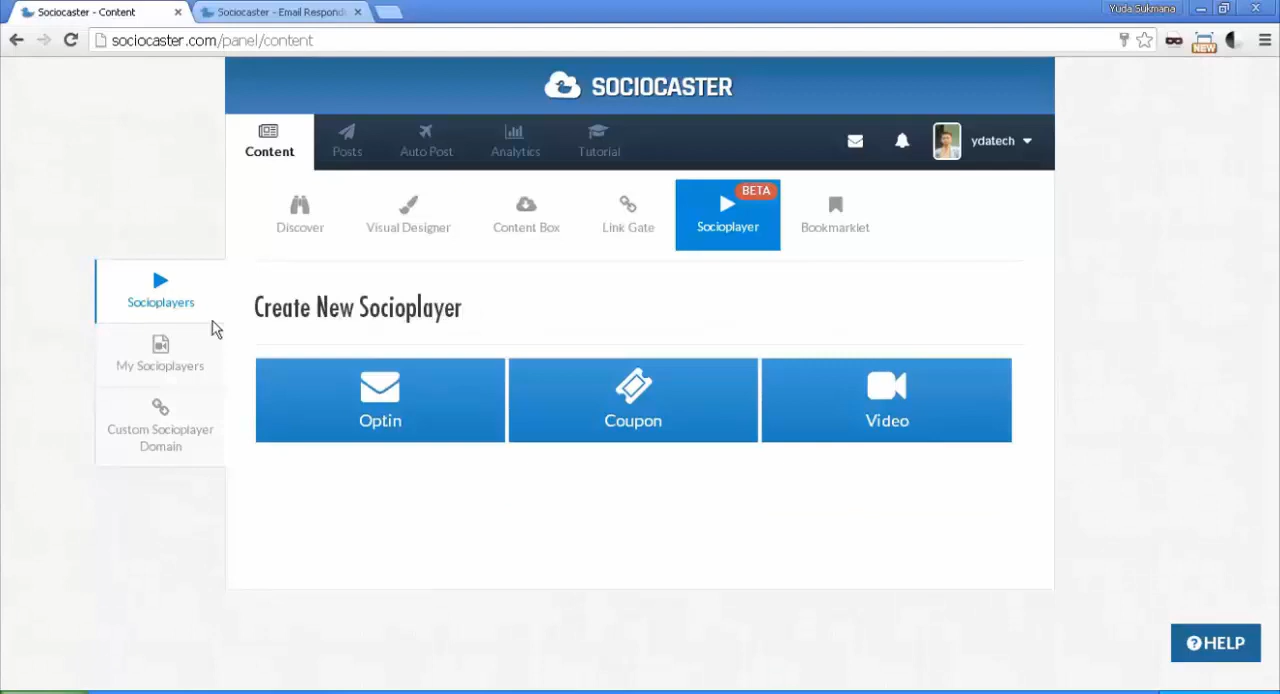 Sociocaster - Content
Sociocaster - Email Respond
Yuda Sukmana
sociocaster.com/panel/content
NEW
SOCIOCASTER
Content
Posts
Auto Post
Analytics
Tutorial
ydatech
Discover
Visual Designer
Content Box
Link Gate
BETA
Socioplayer
Bookmarklet
Socioplayers
My Socioplayers
Custom Socioplayer
Domain
Create New Socioplayer
Optin
Coupon
Video
HELP